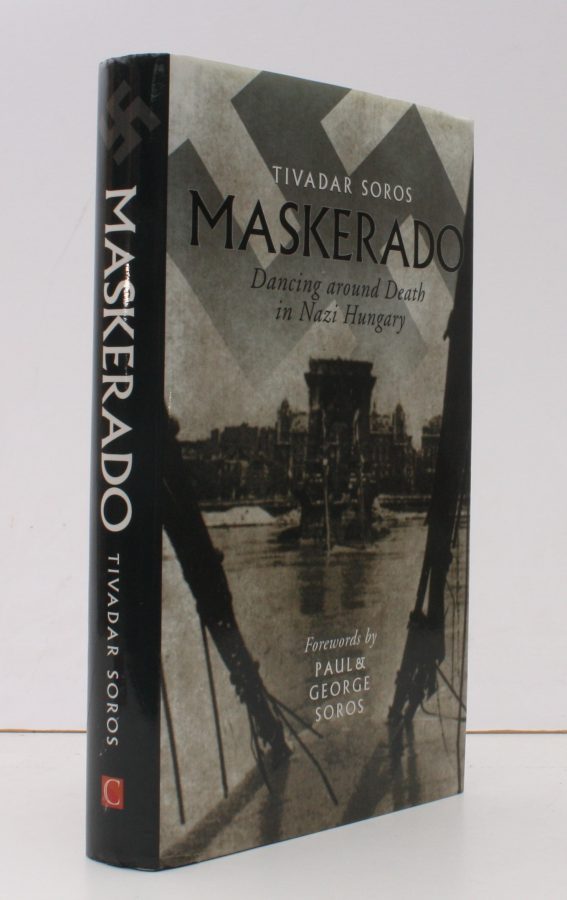 MASKERADO
TIVADAR SOROS
C
TIVADAR SOROS
MASKERADO
Dancing around Death
in Nazi Hungary
Forewords by
PAUL &
GEORGE
SOROS